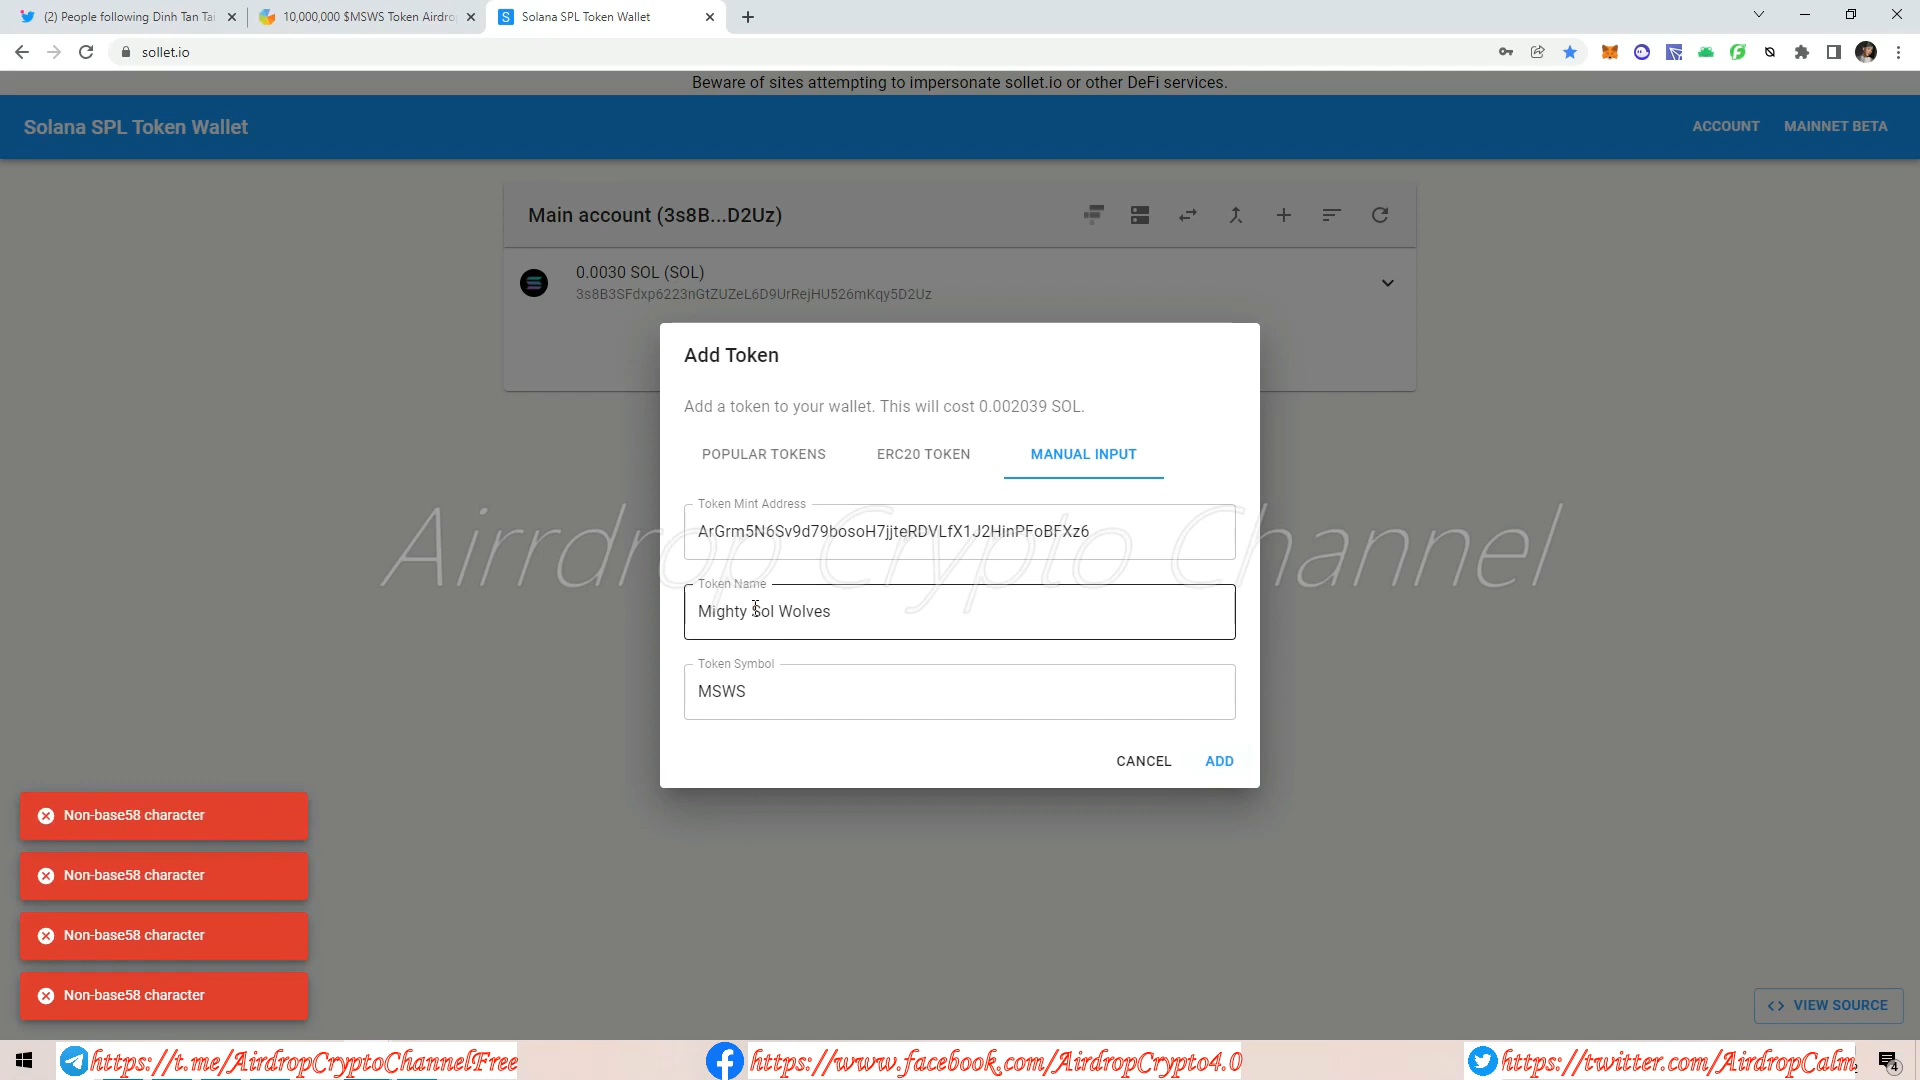 (2) People following Dinh Tan Tai
10,000,000 $MSWS Token Airdro
Solana SPL Token Wallet
sollet.io
Beware of sites attempting to impersonate sollet.io or other DeFi services.
Solana SPL Token Wallet
ACCOUNT
MAINNET BETA
Main account (3s8B...D2Uz)
0.0030 SOL (SOL)
3s8B3SFdxp6223nGtZUZeL6D9UrRejHU526mKqy5D2Uz
Add Token
Add a token to your wallet. This will cost 0.002039 SOL.
POPULAR TOKENS
ERC20 TOKEN
MANUAL INPUT
Token Mint Address
ArGrm5N6Sv9d79bosoH7jjteRDVLfX1J2HinPFoBFXz6
Airrdrop Crypto Channel
Token Name
Mighty Sol Wolves
Token Symbol
MSWS
CANCEL
ADD
Non-base58 character
Non-base58 character
Non-base58 character
Non-base58 character
VIEW SOURCE
https://t.me/AirdropCryptoChannelFree
https://www.facebook.com/AirdropCrypto4.0
https://twitter.com/AirdropCalm
4